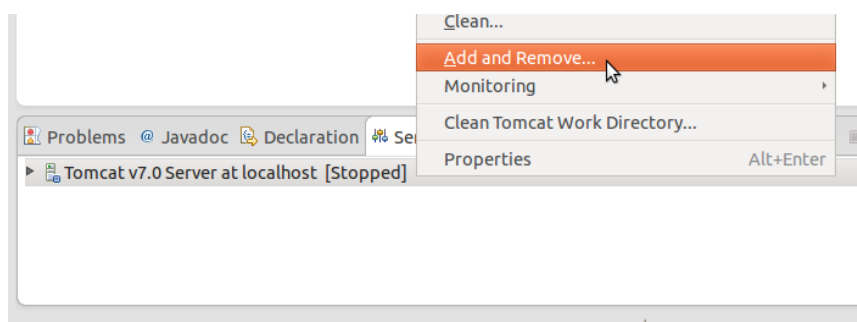 Clean...
Add and Remove...
Monitoring
Clean Tomcat Work Directory...
Properties Alt+Enter
Problems @ Javadoc Declaration
Tomcat v7.0 Server at localhost [Stopped]